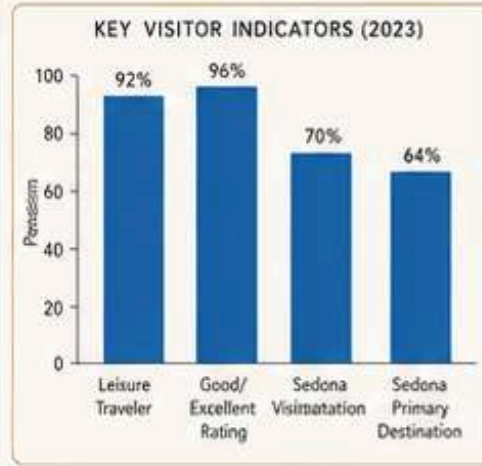 KEY VISITOR INDICATORS (2023)
92%
96%
70%
64%
100
80
60
40
20
0
Leisure
Traveler
Good/
Excellent
Rating
Sedona
Sedona
Primary
Destination